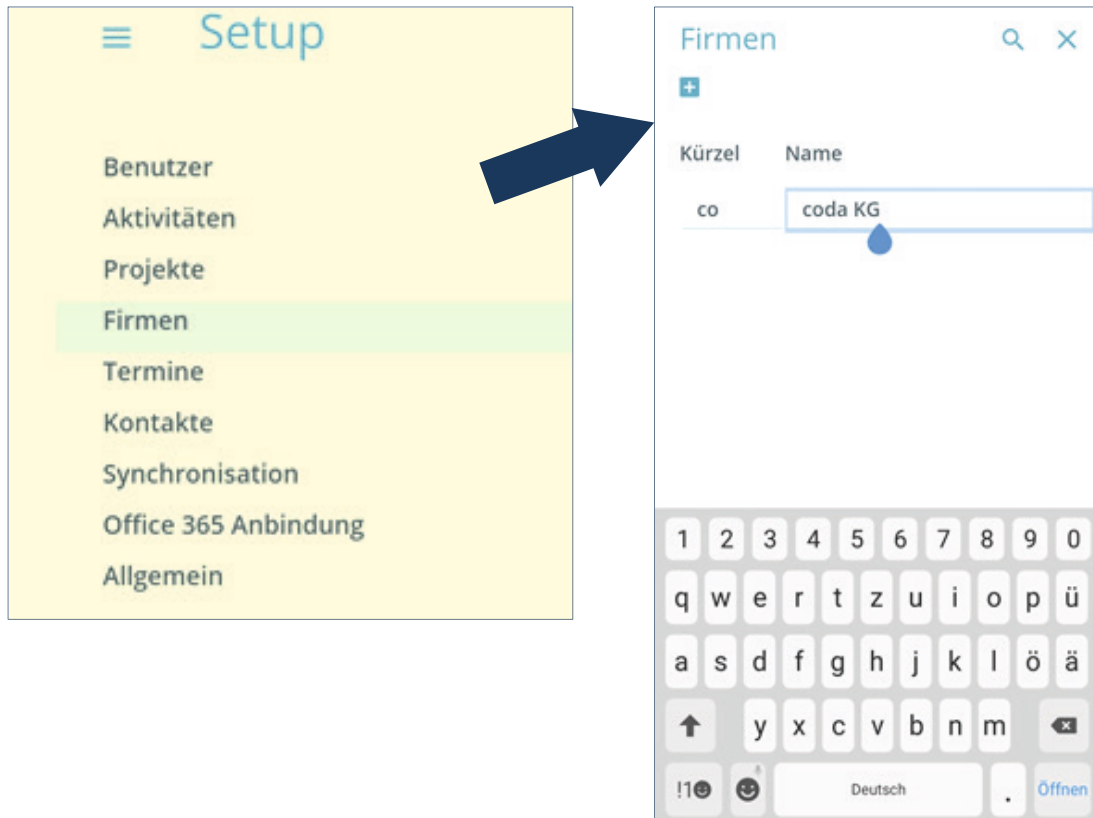 Setup
Benutzer
Aktivitäten
Projekte
Firmen
Termine
Kontakte
Synchronisation
Office 365 Anbindung
Allgemein
Firmen
Kürzel Name
co coda KG
1 2 3 4 5 6 7 8 9 0
q w e r t z u i o p ü
a s d f g h j k l ö ä
y x c v b n m
!1 Deutsch . Öffnen